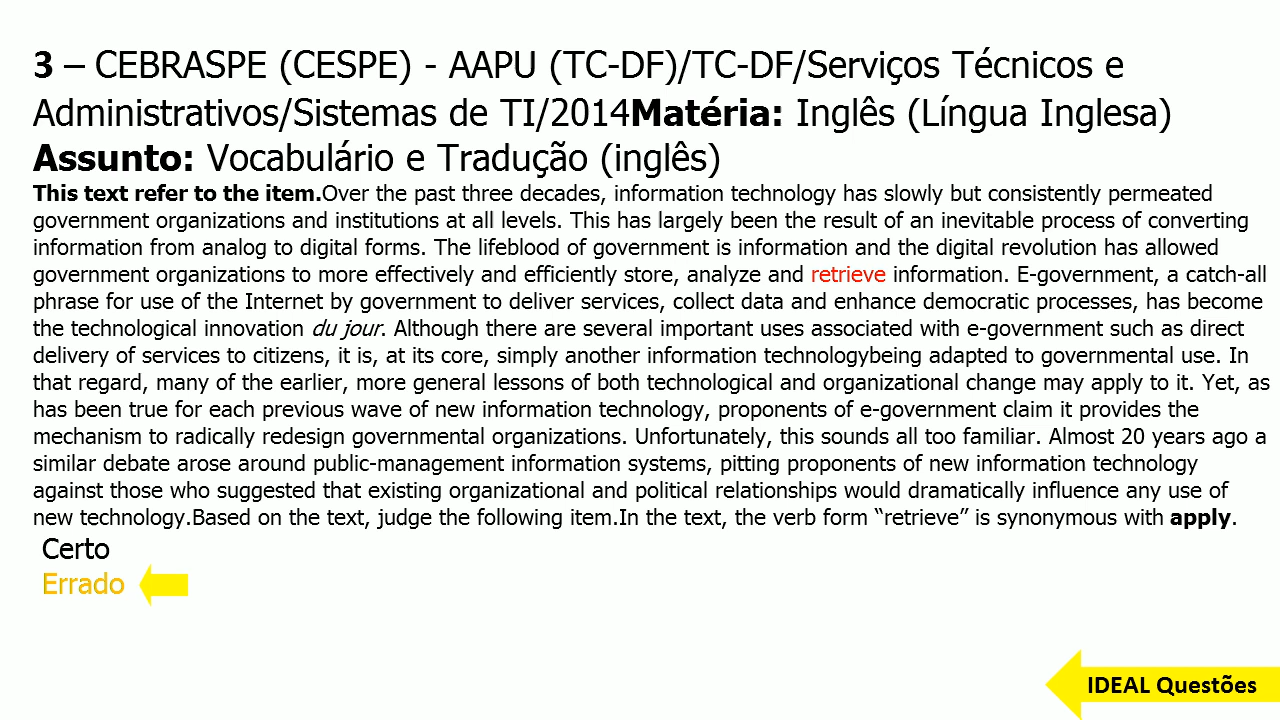 3 – CEBRASPE (CESPE) - AAPU (TC-DF)/TC-DF/Serviços Técnicos e
Administrativos/Sistemas de TI/2014Matéria: Inglês (Língua Inglesa)
Assunto: Vocabulário e Tradução (inglês)
This text refer to the item.Over the past three decades, information technology has slowly but consistently permeated
government organizations and institutions at all levels. This has largely been the result of an inevitable process of converting
information from analog to digital forms. The lifeblood of government is information and the digital revolution has allowed
government organizations to more effectively and efficiently store, analyze and retrieve information. E-government, a catch-all
phrase for use of the Internet by government to deliver services, collect data and enhance democratic processes, has become
the technological innovation du jour. Although there are several important uses associated with e-government such as direct
delivery of services to citizens, it is, at its core, simply another information technologybeing adapted to governmental use. In
that regard, many of the earlier, more general lessons of both technological and organizational change may apply to it. Yet, as
has been true for each previous wave of new information technology, proponents of e-government claim it provides the
mechanism to radically redesign governmental organizations. Unfortunately, this sounds all too familiar. Almost 20 years ago a
similar debate arose around public-management information systems, pitting proponents of new information technology
against those who suggested that existing organizational and political relationships would dramatically influence any use of
new technology.Based on the text, judge the following item.In the text, the verb form “retrieve” is synonymous with apply.
Certo
Errado
IDEAL Questões